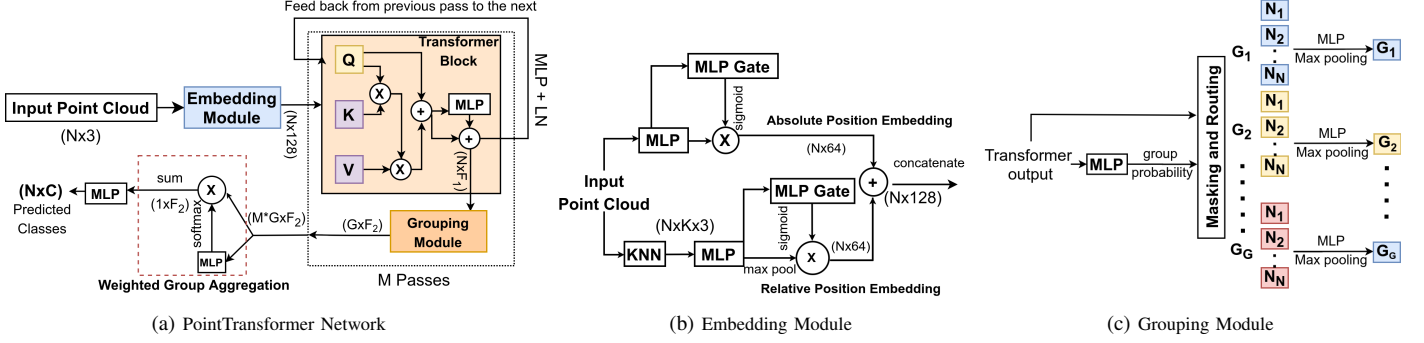 Feed back from previous pass to the next
Transformer
Block
Q
K
V
X
X
+
MLP
+
MLP + LN
Input Point Cloud
(Nx3)
Embedding
Module
(Nx128)
(NxF1)
Grouping
Module
(GxF2)
M Passes
(M*GxF2)
sum
X
(1xF2)
softmax
MLP
Weighted Group Aggregation
MLP
(NxC)
Predicted
Classes
(a) PointTransformer Network
MLP Gate
sigmoid
MLP
X
Absolute Position Embedding
(Nx64)
Input
Point Cloud
concatenate
+
(Nx128)
MLP Gate
(NxKx3)
sigmoid
(Nx64)
KNN
MLP
max pool
X
Relative Position Embedding
(b) Embedding Module
Transformer
output
MLP
group
probability
Masking and Routing
G1
N1
N2
NN
MLP
Max pooling
G1
G2
N1
N2
NN
MLP
Max pooling
G2
GG
N1
N2
NN
MLP
Max pooling
GG
(c) Grouping Module